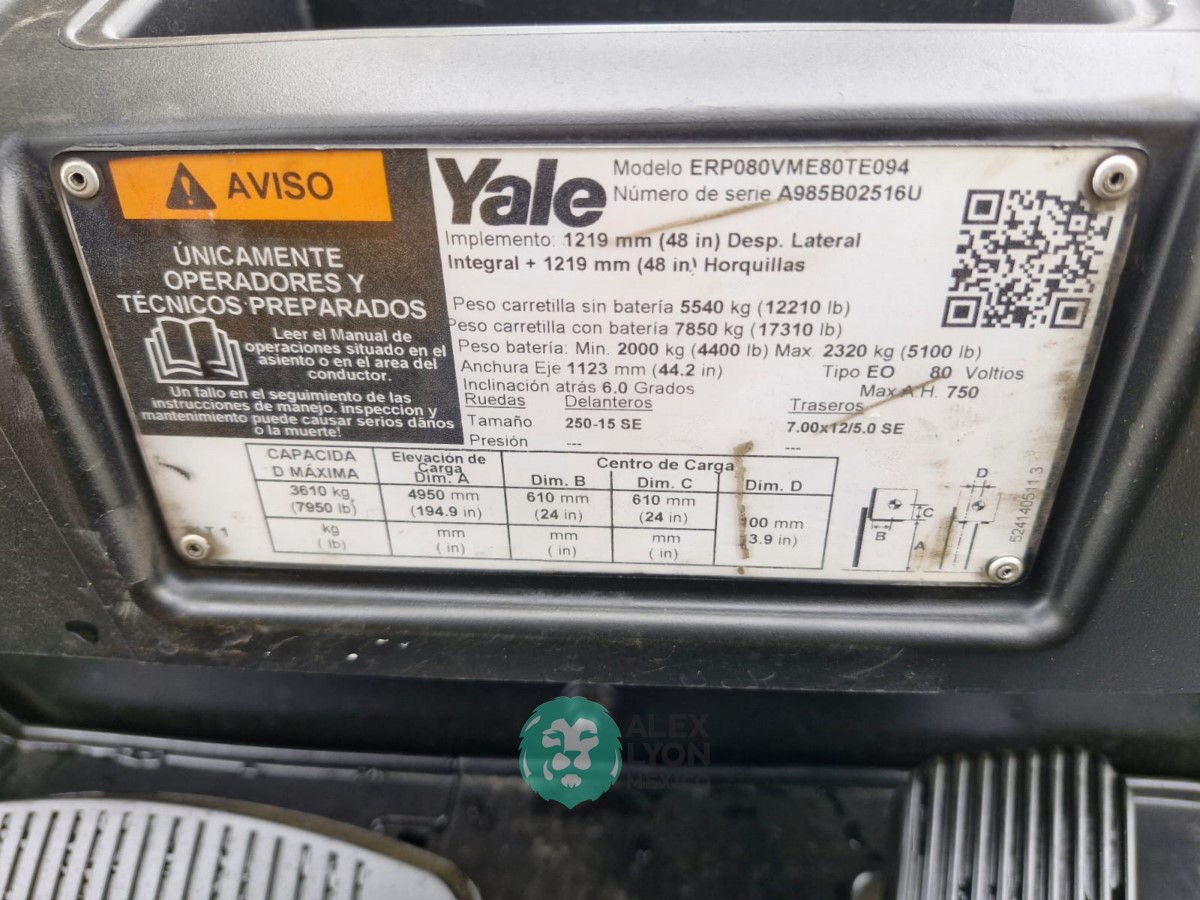 AVISO
ÚNICAMENTE
OPERADORES Y
TÉCNICOS PREPARADOS
Leer el Manual de
operaciones situado en el
asiento o en el area del
conductor.
Un fallo en el seguimiento de las
instrucciones de manejo, inspeccion y
mantenimiento puede causar serios daños
o la muerte!
Yale
Modelo ERP080VME80TE094
Número de serie A985B02516U
Implemento: 1219 mm (48 in) Desp. Lateral
Integral + 1219 mm (48 in) Horquillas
Peso carretilla sin batería 5540 kg (12210 lb)
Peso carretilla con batería 7850 kg (17310 lb)
Peso batería: Min. 2000 kg (4400 lb) Max. 2320 kg (5100 lb)
Anchura Eje 1123 mm (44.2 in) Tipo EO 80 Voltios
Inclinación atrás 6.0 Grados Max A.H. 750
Ruedas Delanteros Traseros
Tamaño 250-15 SE 7.00x12/5.0 SE
Presión --- ---
CAPACIDA
D MÁXIMA
Elevación de
Carga
Dim. A
Centro de Carga
Dim. B Dim. C Dim. D
3610 kg 4950 mm 610 mm 610 mm 100 mm
(7950 lb) (194.9 in) (24 in) (24 in) (3.9 in)
kg mm mm mm
( lb) ( in) ( in) ( in)
D
C
B
A
ALEX
LYON
MEXICO